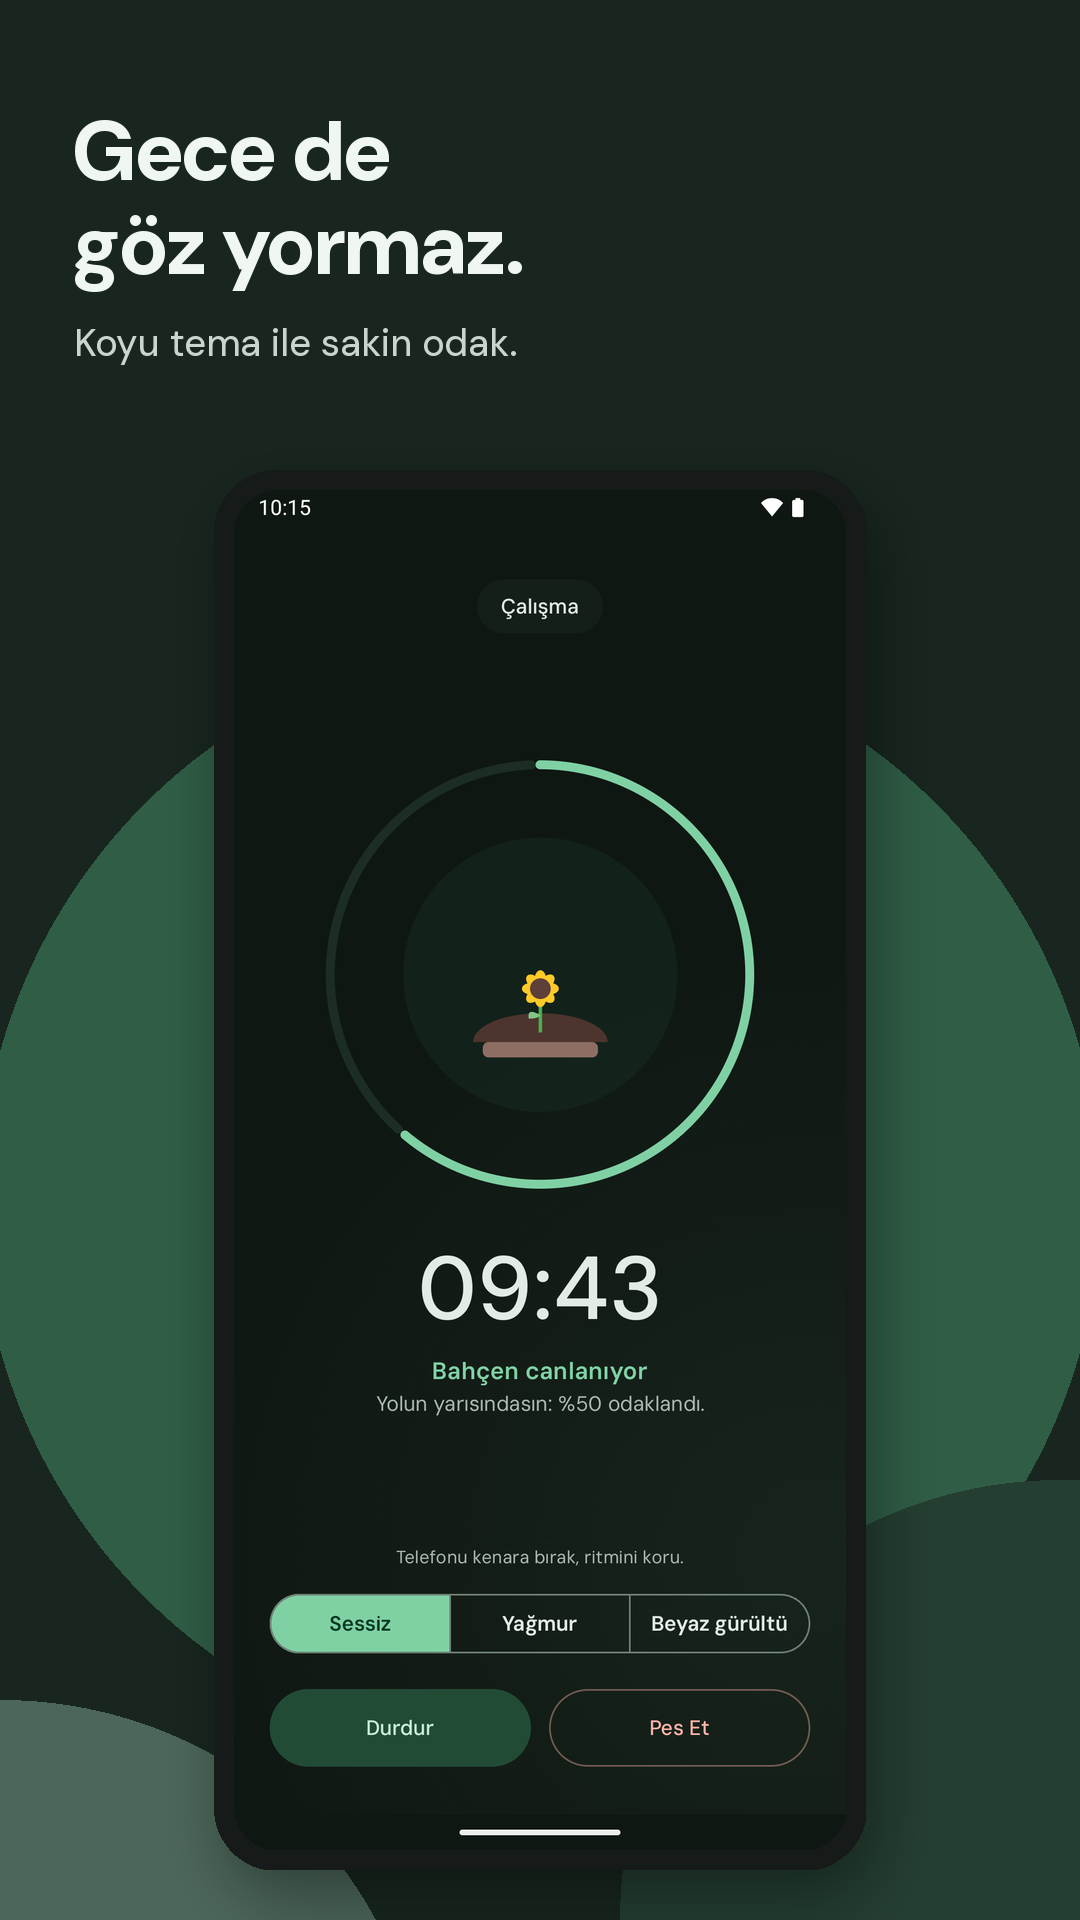 Gece de
göz yormaz.
Koyu tema ile sakin odak.
10:15
Çalışma
09:43
Bahçen canlanıyor
Yolun yarısındasın: %50 odaklandı.
Telefonu kenara bırak, ritmini koru.
Sessiz
Yağmur
Beyaz gürültü
Durdur
Pes Et